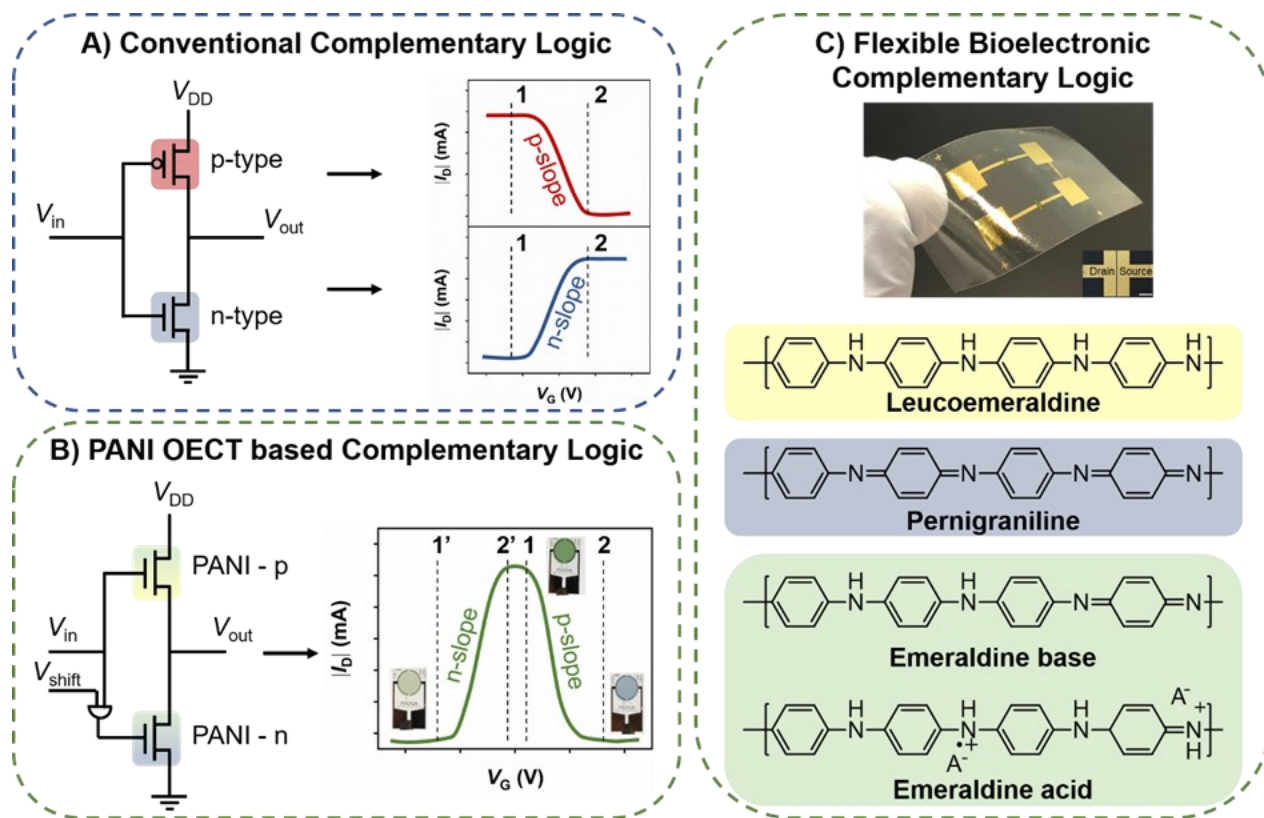 A) Conventional Complementary Logic
V_DD
p-type
V_in
V_out
n-type
|I_D| (mA)
1
2
p-slope
|I_D| (mA)
1
2
n-slope
V_G (V)
B) PANI OECT based Complementary Logic
V_DD
PANI - p
V_in
V_out
V_shift
PANI - n
|I_D| (mA)
1'
2'
1
2
n-slope
p-slope
V_G (V)
C) Flexible Bioelectronic
Complementary Logic
Drain
Source
H
H
H
N
N
N
N
H
Leucoemeraldine
N
N
N
N
Pernigraniline
H
H
N
N
N
N
Emeraldine base
H
H
H
A-
+
N
N
N
N
•+
H
A-
Emeraldine acid